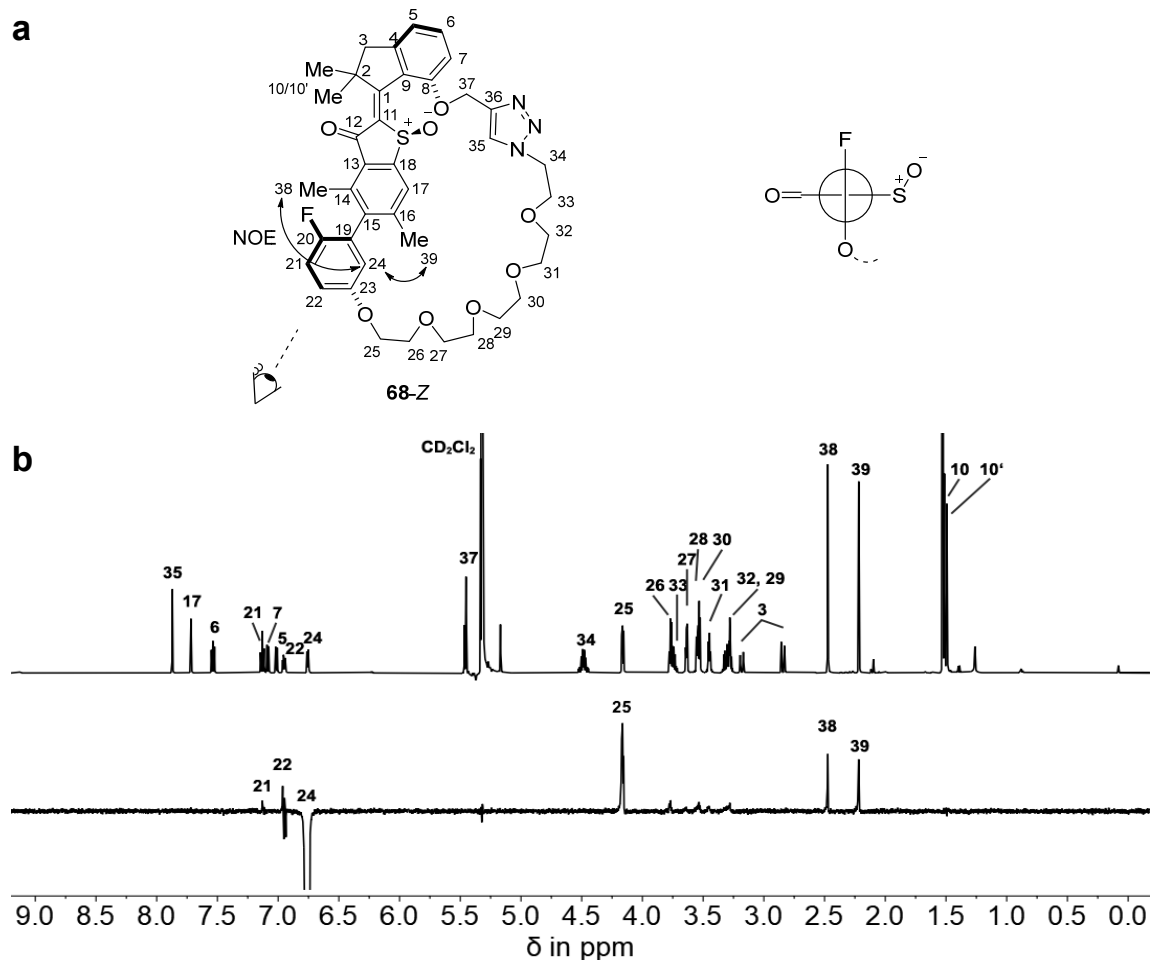 a
5
6
3
4
7
Me
2
9
37
10/10'
8
Me
1
36
N
O
−
12
11
+
N
O
S
O
−
35
N
34
13
18
38
Me
17
33
14
F
15
16
O
32
NOE
20
19
Me
21
24
39
O
31
22
23
30
O
O
O
29
25
26
27
28
68-Z
F
O
−
O
+
S
O
b
CD₂Cl₂
38
39
10
10‘
35
37
28
30
17
27
32, 29
21
7
26
33
31
6
25
3
5
24
34
22
25
38
22
39
21
24
9.0 8.5 8.0 7.5 7.0 6.5 6.0 5.5 5.0 4.5 4.0 3.5 3.0 2.5 2.0 1.5 1.0 0.5 0.0
δ in ppm